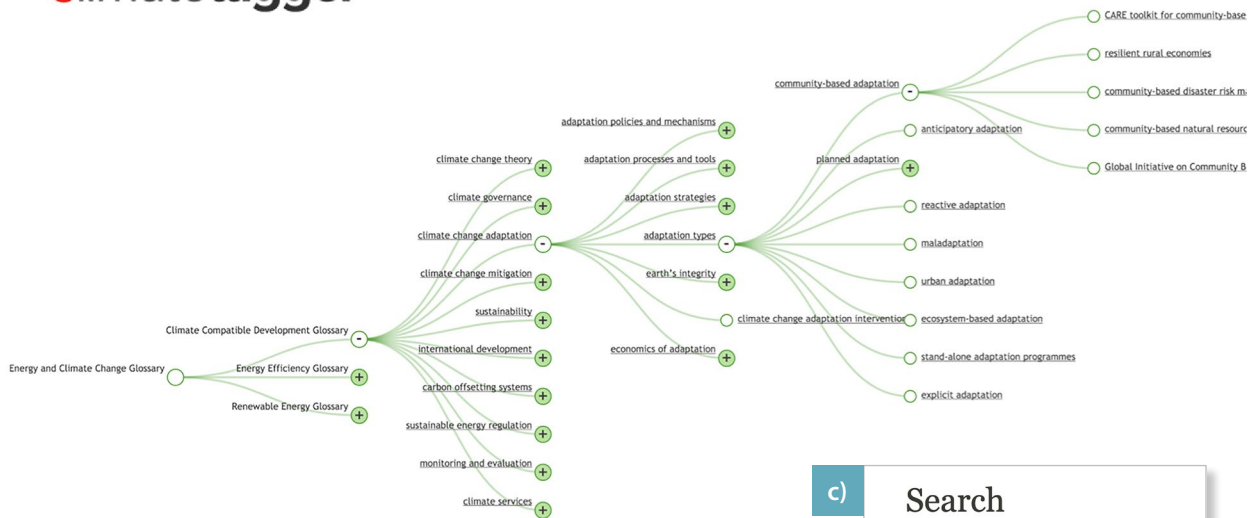 CARE toolkit for community-base
resilient rural economies
community-based adaptation
community-based disaster risk ma
adaptation policies and mechanisms
anticipatory adaptation
community-based natural resourc
climate change theory
adaptation processes and tools
planned adaptation
Global Initiative on Community B
climate governance
adaptation strategies
reactive adaptation
climate change adaptation
adaptation types
maladaptation
climate change mitigation
earth's integrity
urban adaptation
sustainability
climate change adaptation intervention
ecosystem-based adaptation
Climate Compatible Development Glossary
international development
economics of adaptation
stand-alone adaptation programmes
Energy and Climate Change Glossary
Energy Efficiency Glossary
carbon offsetting systems
explicit adaptation
Renewable Energy Glossary
sustainable energy regulation
monitoring and evaluation
climate services
c)
Search